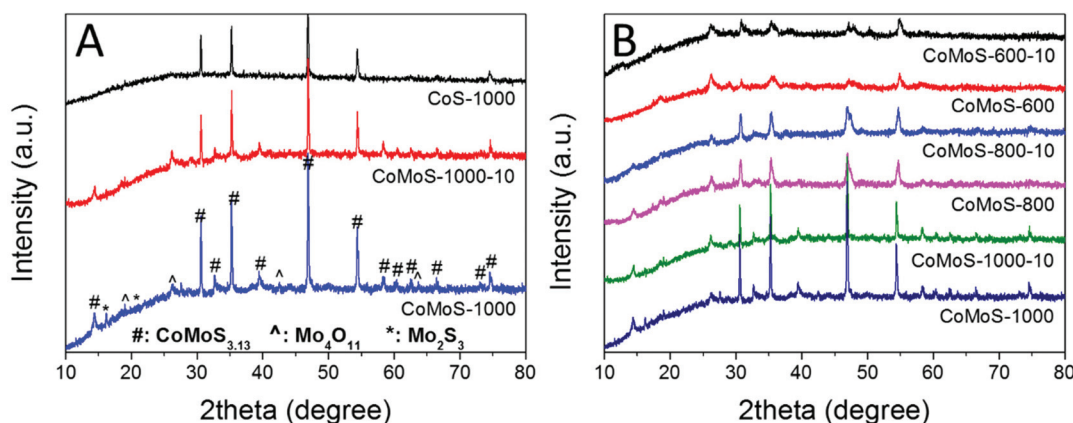 A
Intensity (a.u.)
CoS-1000
CoMoS-1000-10
#
#
#
#
#
#
#
#
#
#
#
#
#
^
^
^
^
*
*
CoMoS-1000
#: CoMoS3.13 ^: Mo4O11 *: Mo2S3
10 20 30 40 50 60 70 80
2theta (degree)
B
Intensity (a.u.)
CoMoS-600-10
CoMoS-600
CoMoS-800-10
CoMoS-800
CoMoS-1000-10
CoMoS-1000
10 20 30 40 50 60 70 80
2theta (degree)